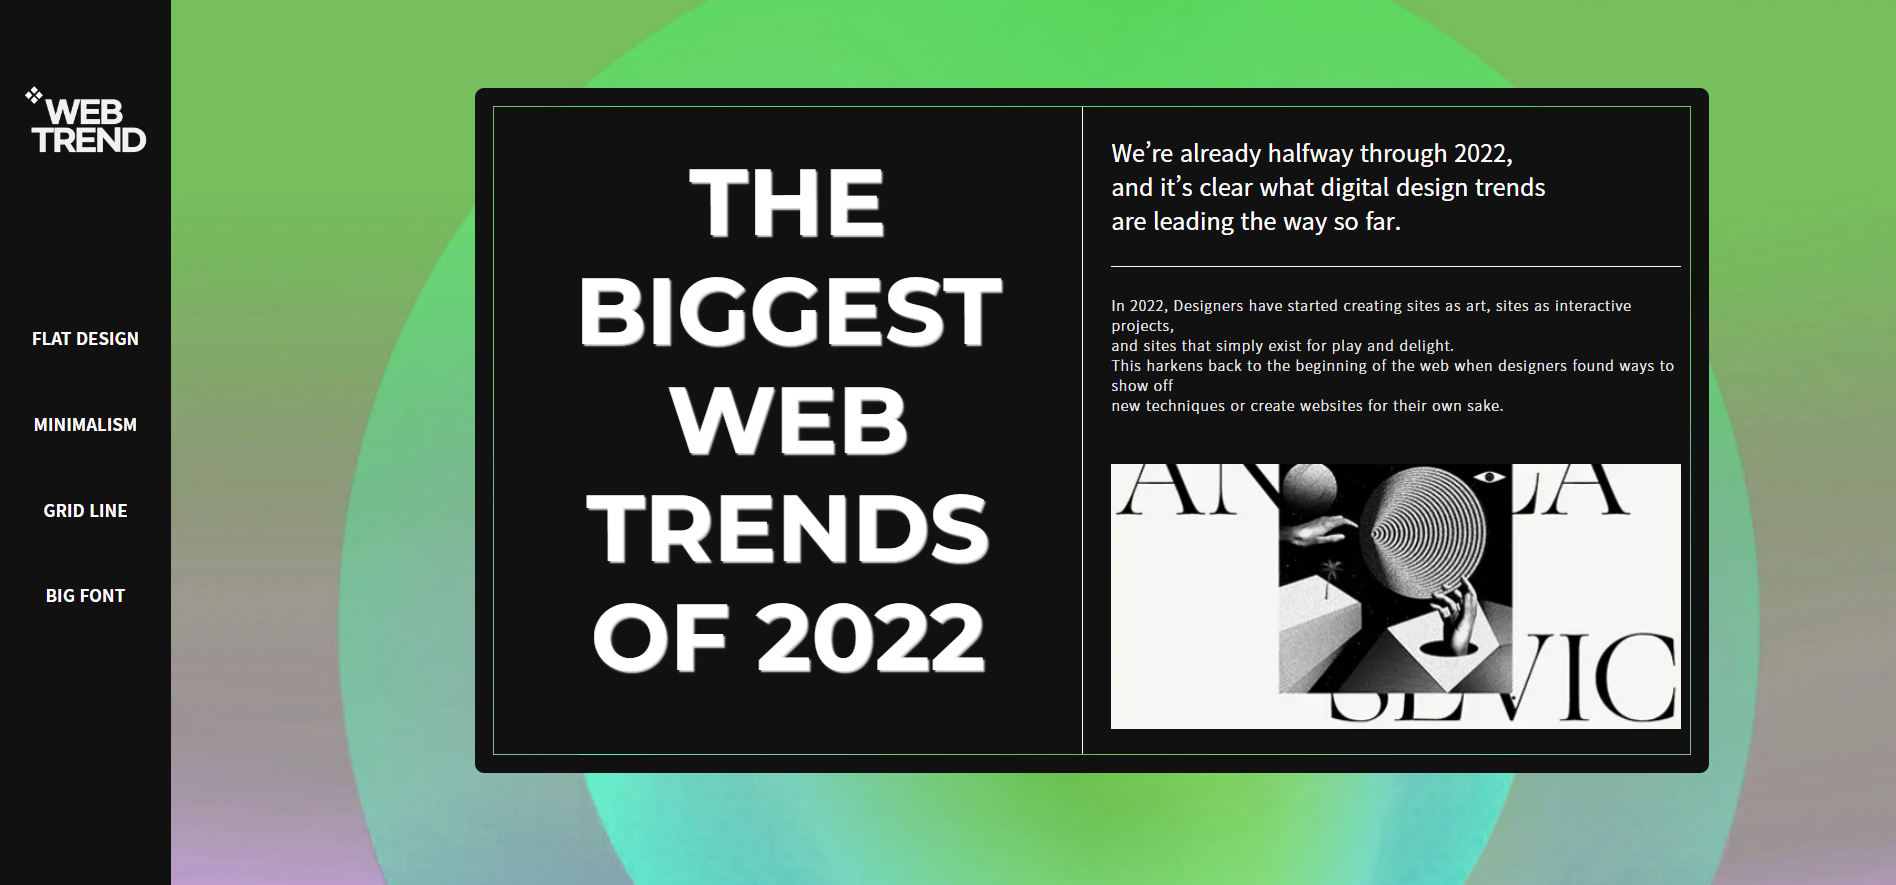 WEB
TREND
FLAT DESIGN
MINIMALISM
GRID LINE
BIG FONT
THE
BIGGEST
WEB
TRENDS
OF 2022
We’re already halfway through 2022,
and it’s clear what digital design trends
are leading the way so far.
In 2022, Designers have started creating sites as art, sites as interactive
projects,
and sites that simply exist for play and delight.
This harkens back to the beginning of the web when designers found ways to
show off
new techniques or create websites for their own sake.